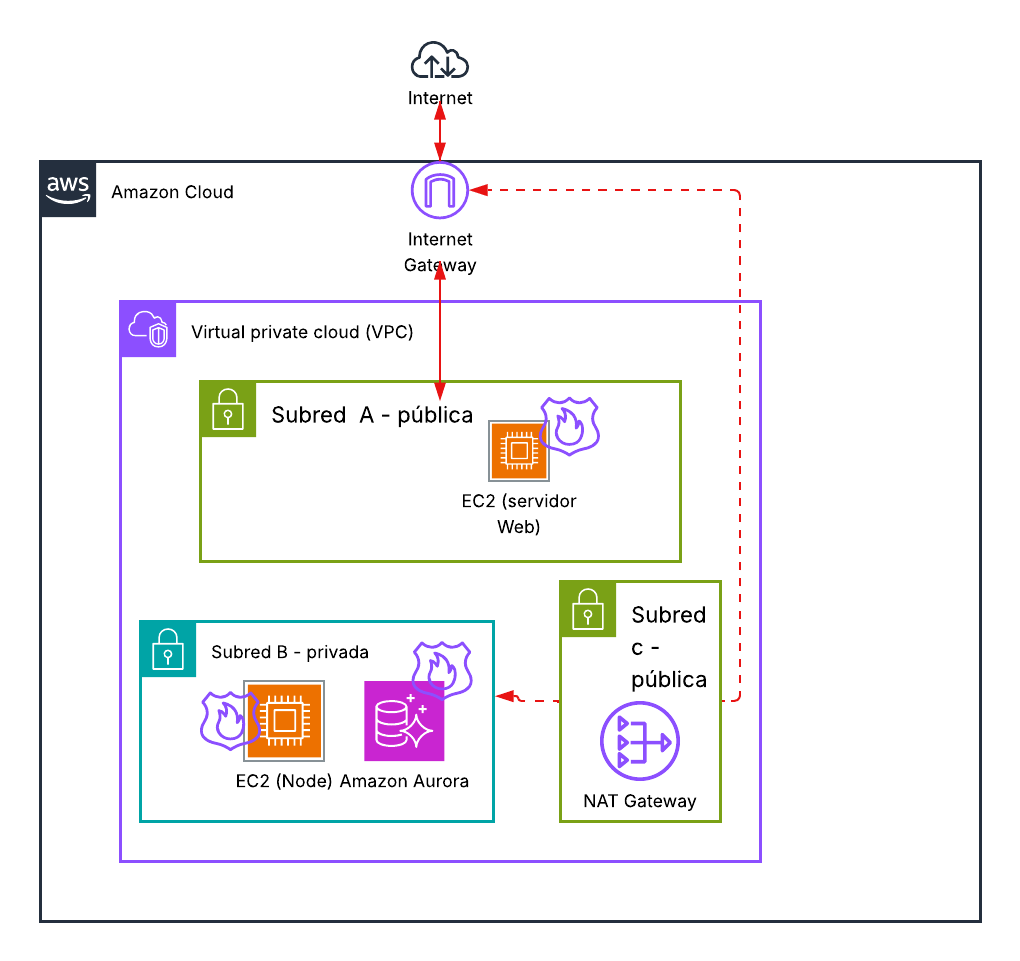 Internet
aws
Amazon Cloud
Internet
Gateway
Virtual private cloud (VPC)
Subred  A - pública
EC2 (servidor
Web)
Subred
c -
pública
Subred B - privada
EC2 (Node)
Amazon Aurora
NAT Gateway